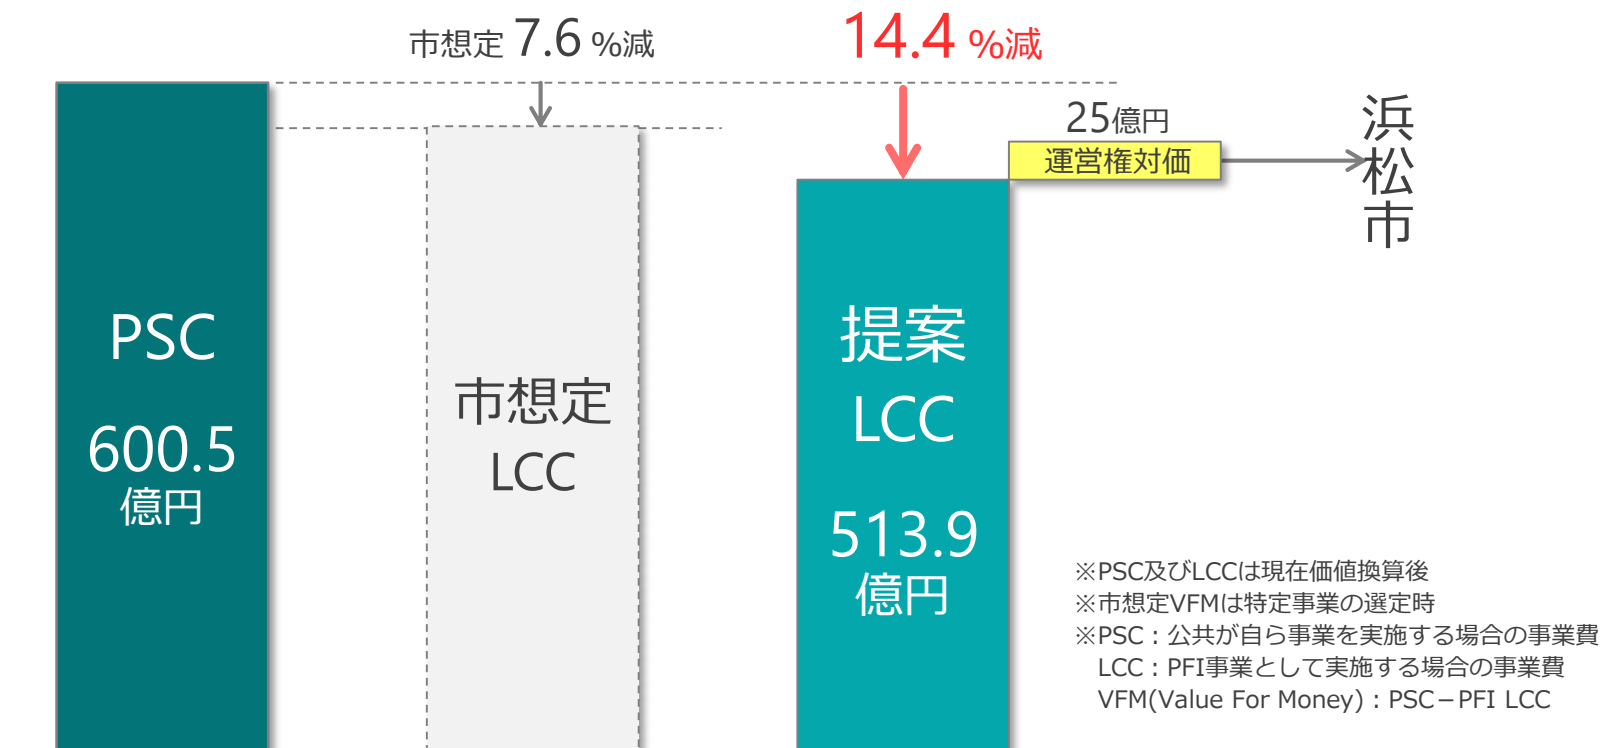 市想定 7.6 %減
14.4 %減
25億円
運営権対価
浜松市
PSC
600.5
億円
市想定
LCC
提案
LCC
513.9
億円
※PSC及びLCCは現在価値換算後
※市想定VFMは特定事業の選定時
※PSC：公共が自ら事業を実施する場合の事業費
LCC：PFI事業として実施する場合の事業費
VFM(Value For Money)：PSC－PFI LCC